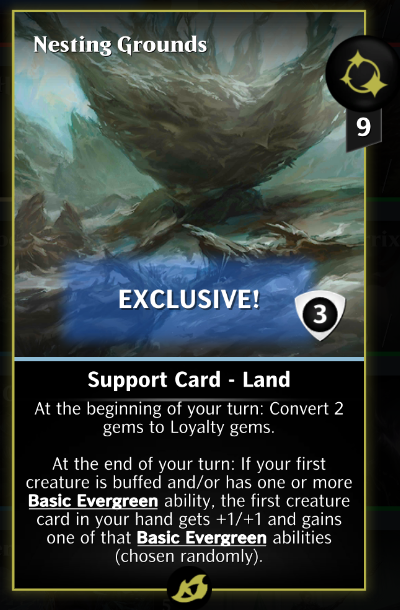 Nesting Grounds
9
EXCLUSIVE!
3
Support Card - Land
At the beginning of your turn: Convert 2
gems to Loyalty gems.
At the end of your turn: If your first
creature is buffed and/or has one or more
Basic Evergreen ability, the first creature
card in your hand gets +1/+1 and gains
one of that Basic Evergreen abilities
(chosen randomly).